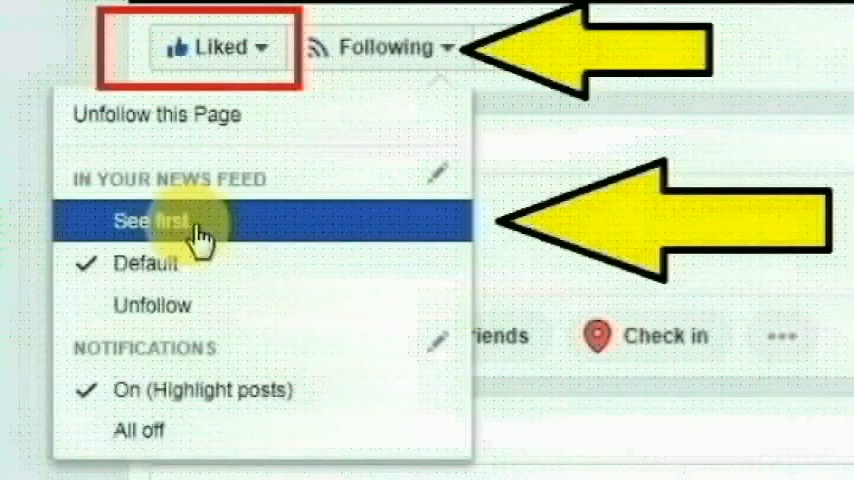 Liked Following
Unfollow this Page
IN YOUR NEWS FEED
See first
Default
Unfollow
riends Check in
NOTIFICATIONS
On (Highlight posts)
All off